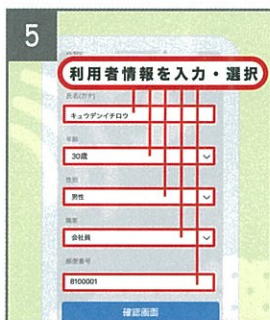 5
利用者情報を入力・選択
氏名(カナ)
キュウデンイチロウ
年齢
30歳
性別
男性
職業
会社員
郵便番号
8100001
確認画面